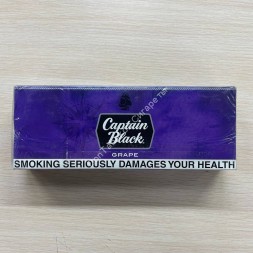 Captain
Black
GRAPE
SMOKING SERIOUSLY DAMAGES YOUR HEALTH